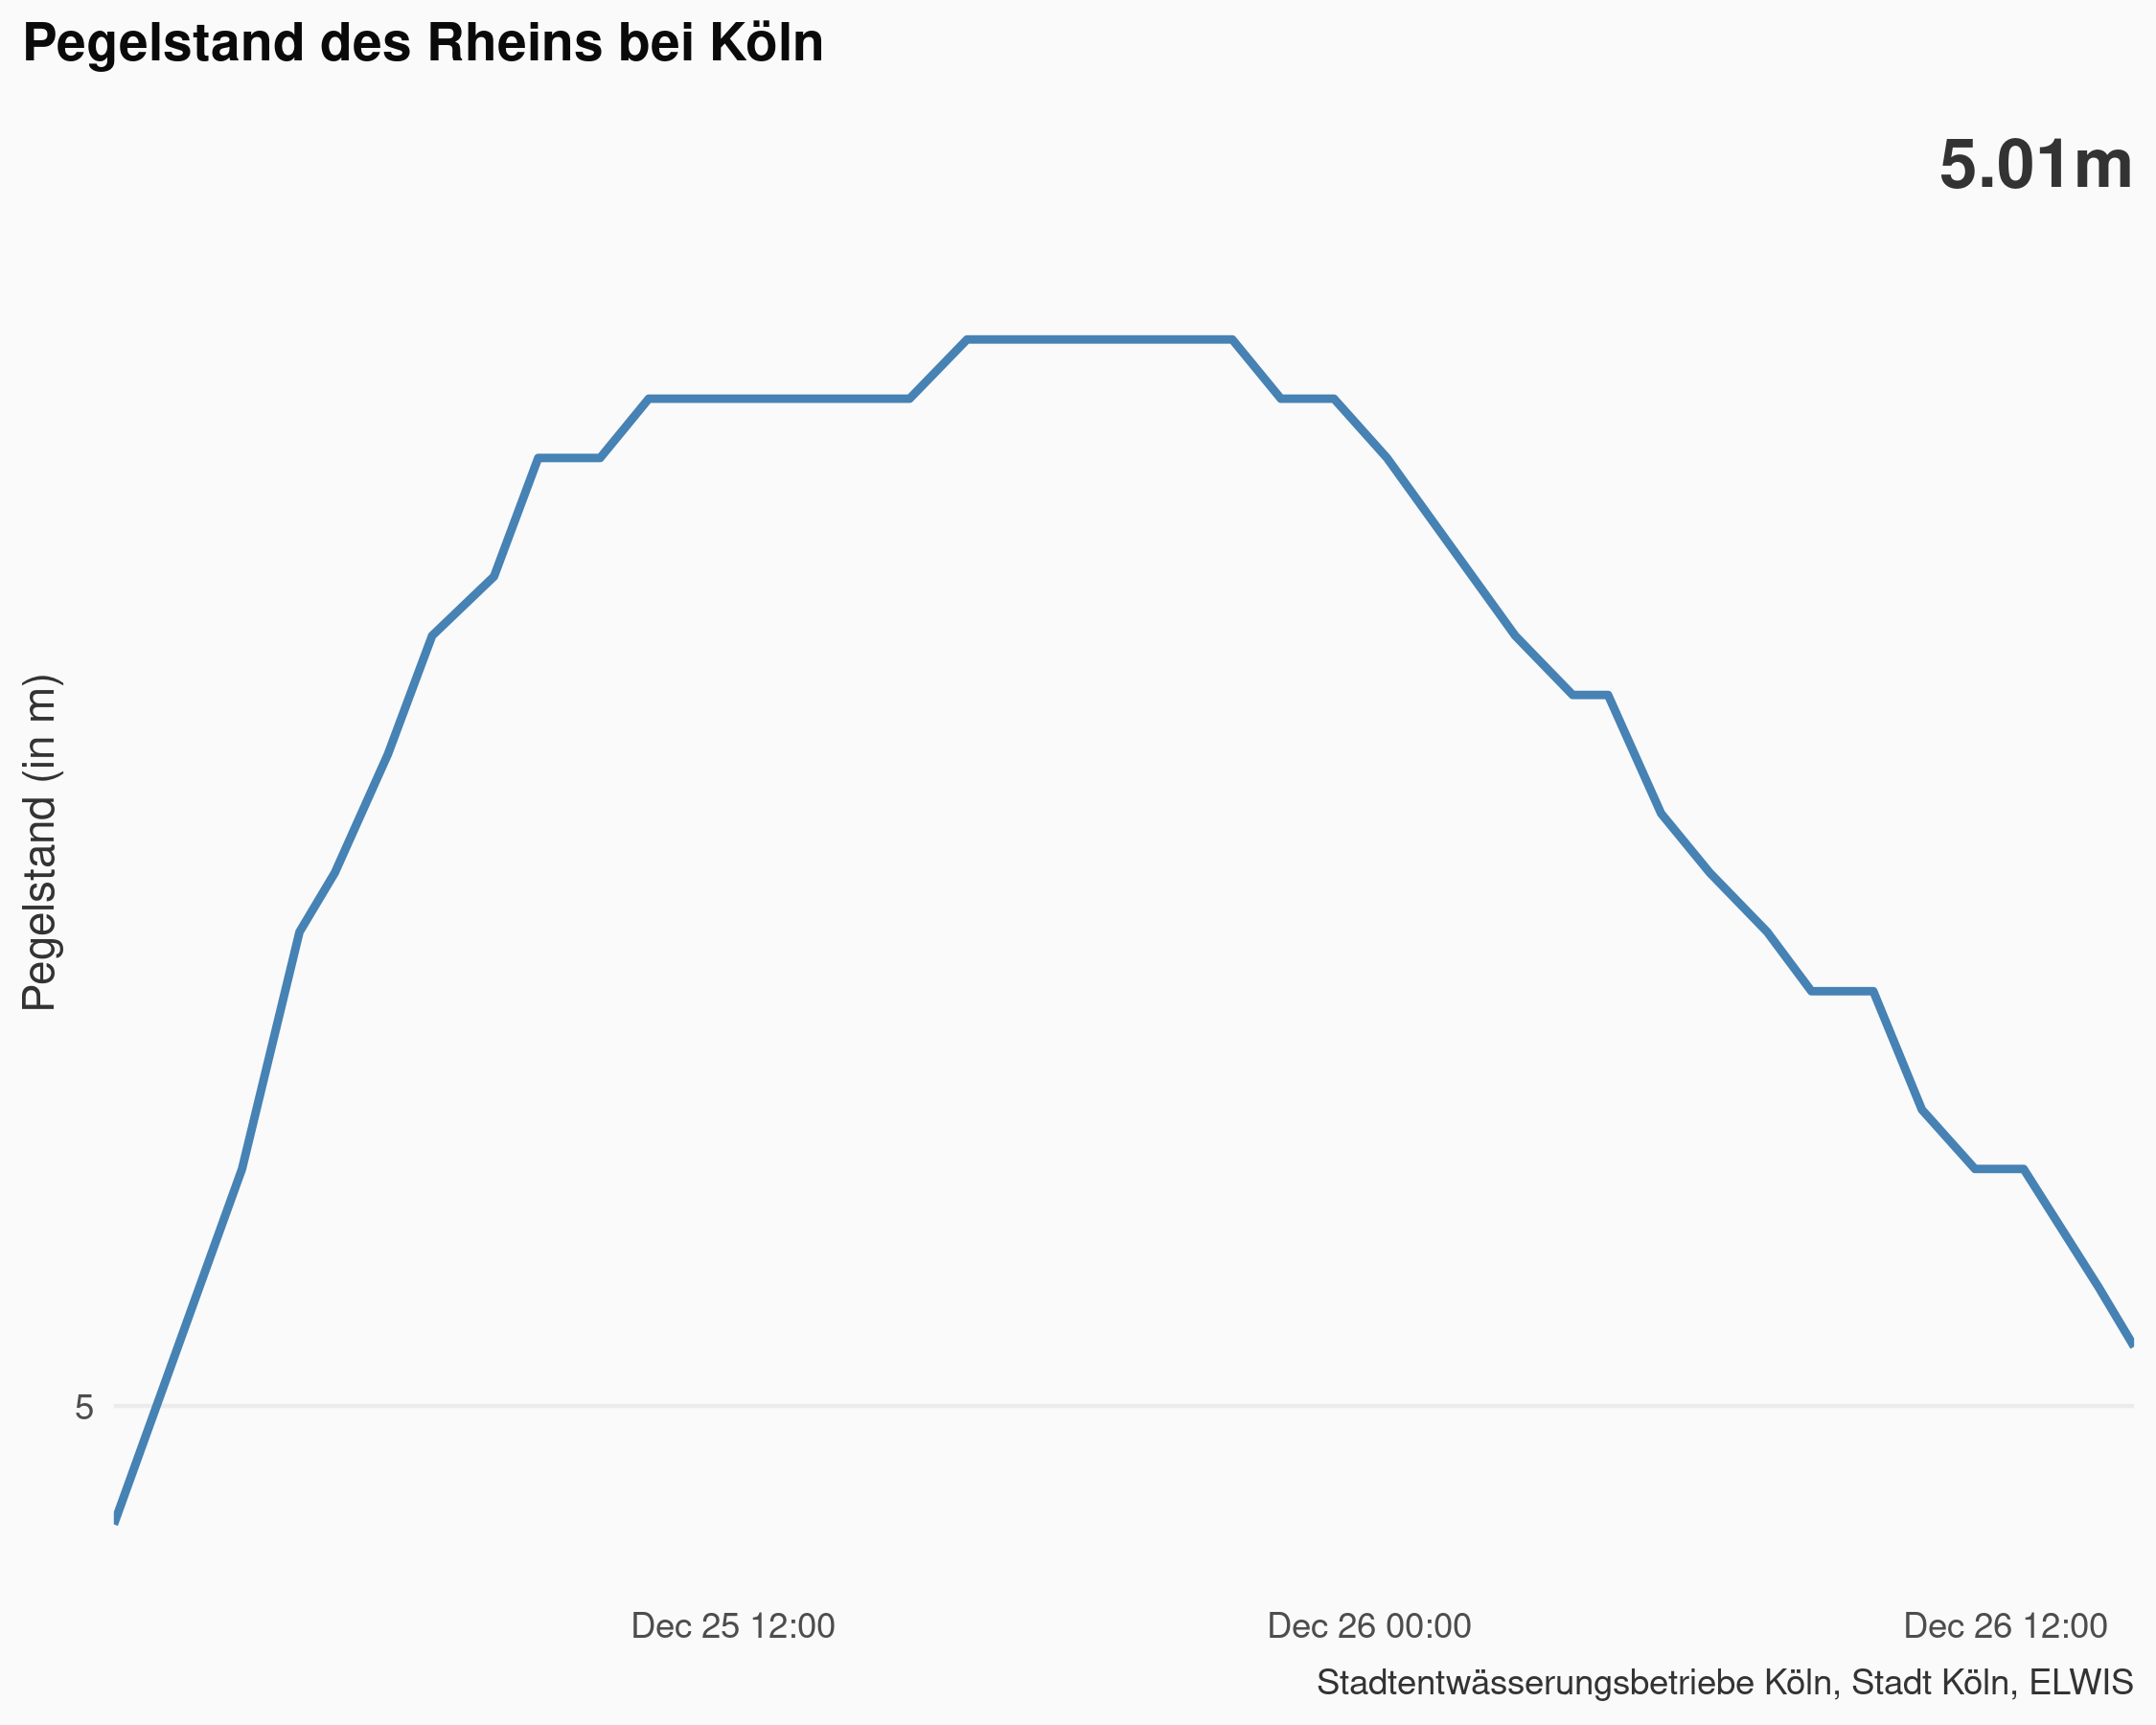 Pegelstand des Rheins bei Köln
5.01m
Pegelstand (in m)
5
Dec 25 12:00
Dec 26 00:00
Dec 26 12:00
Stadtentwässerungsbetriebe Köln, Stadt Köln, ELWIS